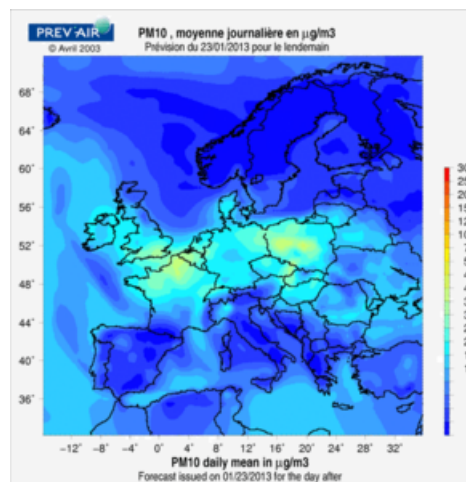 PREV'AIR
© Avril 2003
PM10 , moyenne journalière en µg/m3
Prévision du 23/01/2013 pour le lendemain
68°
64°
60°
56°
52°
48°
44°
40°
36°
32°
−12° −8° −4° 0° 4° 8° 12° 16° 20° 24° 28° 32°
PM10 daily mean in µg/m3
Forecast issued on 01/23/2013 for the day after